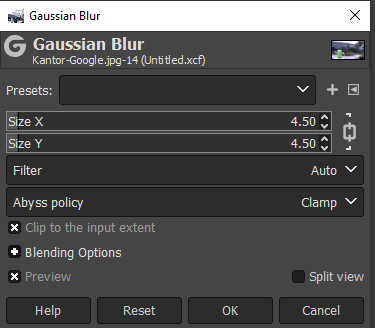 Gaussian Blur
Gaussian Blur
Kantor-Google.jpg-14 (Untitled.xcf)
Presets:
Size X 4.50
Size Y 4.50
Filter Auto
Abyss policy Clamp
Clip to the input extent
Blending Options
Preview Split view
Help Reset OK Cancel